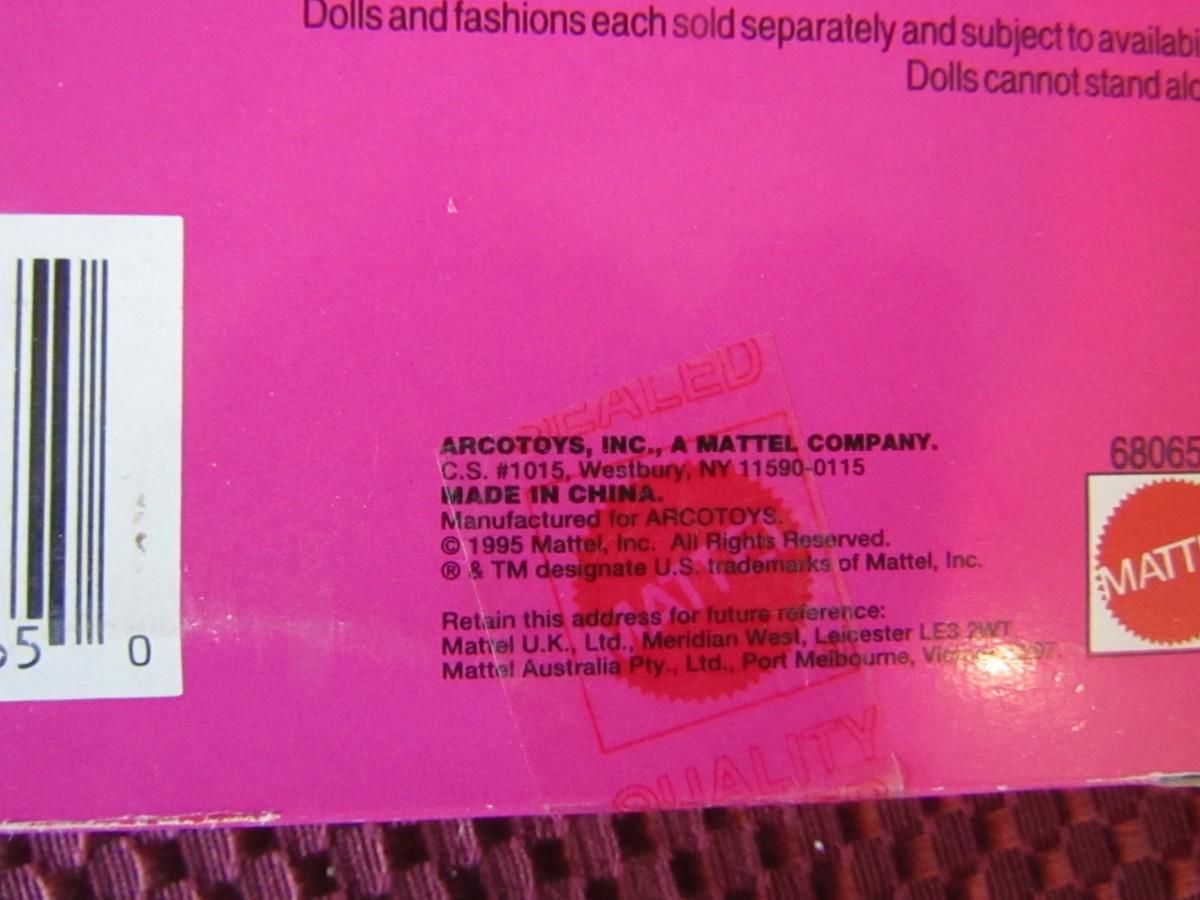 Dolls and fashions each sold separately and subject to availabi
Dolls cannot stand alo
ARCOTOYS, INC., A MATTEL COMPANY.
C.S. #1015, Westbury, NY 11590-0115
MADE IN CHINA.
Manufactured for ARCOTOYS.
© 1995 Mattel, Inc. All Rights Reserved.
® & TM designate U.S. trademarks of Mattel, Inc.
Retain this address for future reference:
Mattel U.K., Ltd., Meridian West, Leicester LE3 2WT
Mattel Australia Pty., Ltd., Port Melbourne,
68065
MATTE
5 0
SEALED
MATTEL
QUALITY